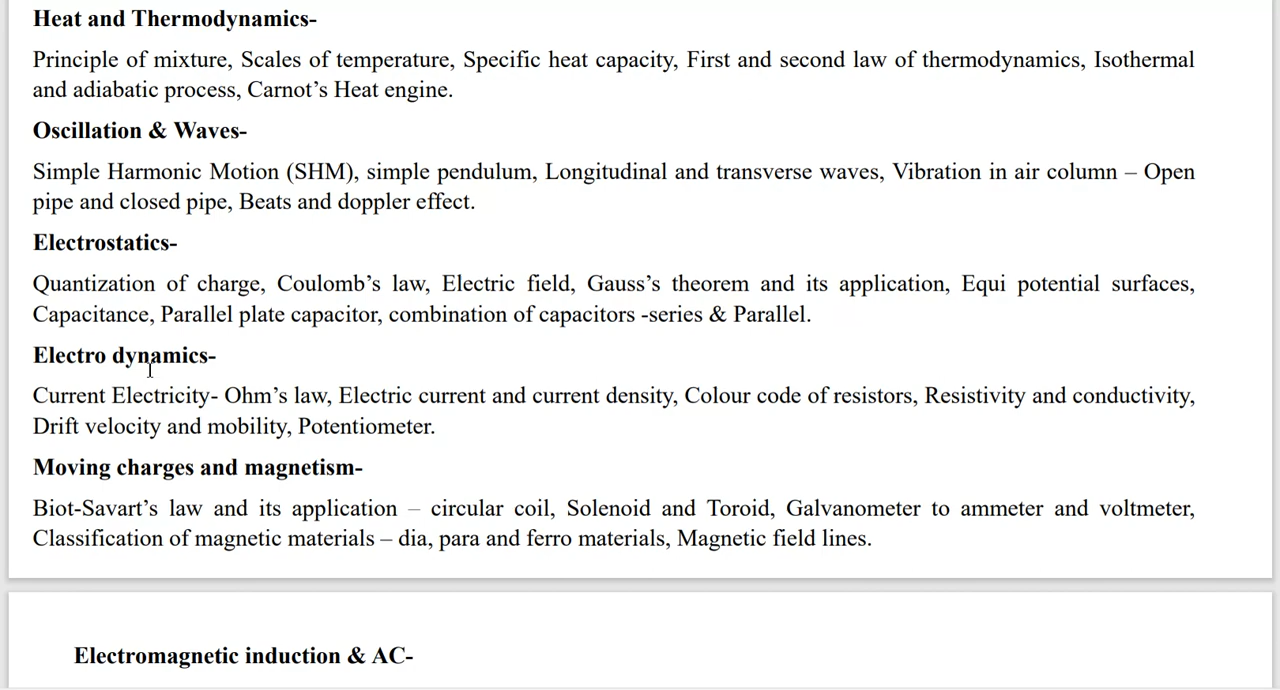 Heat and Thermodynamics-
Principle of mixture, Scales of temperature, Specific heat capacity, First and second law of thermodynamics, Isothermal
and adiabatic process, Carnot’s Heat engine.
Oscillation & Waves-
Simple Harmonic Motion (SHM), simple pendulum, Longitudinal and transverse waves, Vibration in air column – Open
pipe and closed pipe, Beats and doppler effect.
Electrostatics-
Quantization of charge, Coulomb’s law, Electric field, Gauss’s theorem and its application, Equi potential surfaces,
Capacitance, Parallel plate capacitor, combination of capacitors -series & Parallel.
Electro dynamics-
Current Electricity- Ohm’s law, Electric current and current density, Colour code of resistors, Resistivity and conductivity,
Drift velocity and mobility, Potentiometer.
Moving charges and magnetism-
Biot-Savart’s law and its application – circular coil, Solenoid and Toroid, Galvanometer to ammeter and voltmeter,
Classification of magnetic materials – dia, para and ferro materials, Magnetic field lines.
Electromagnetic induction & AC-